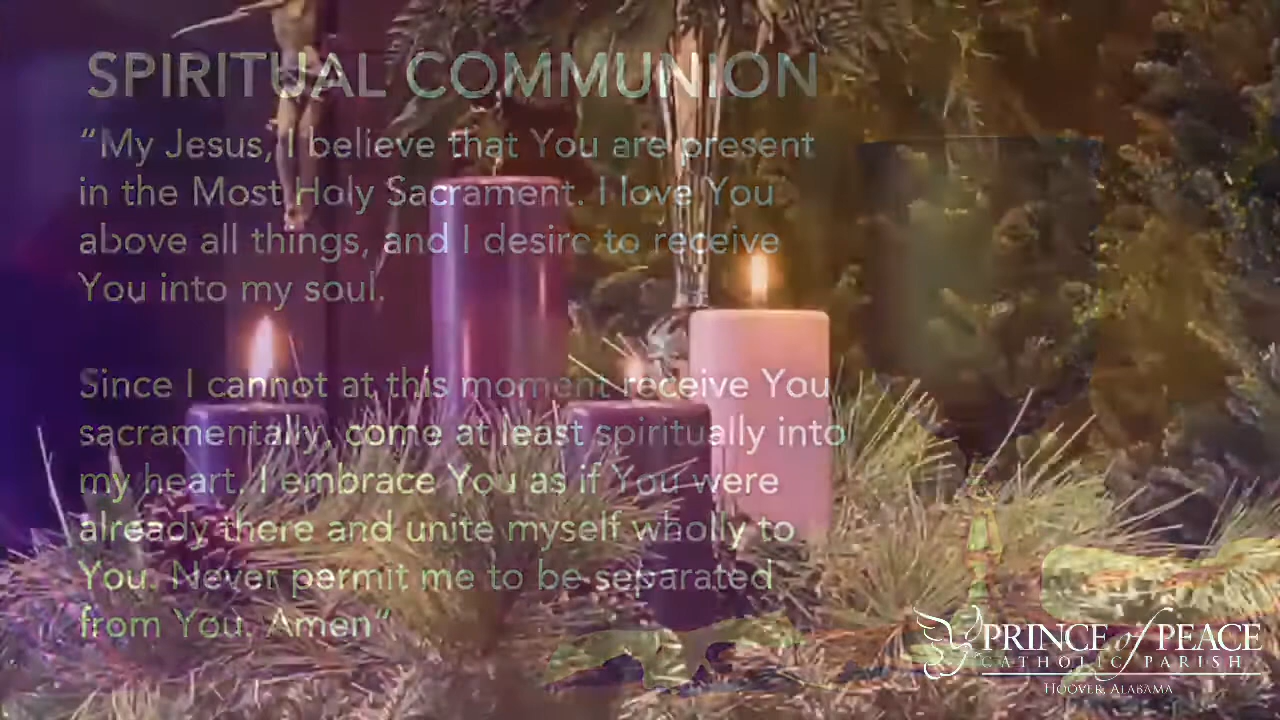 SPIRITUAL COMMUNION
“My Jesus, I believe that You are present
in the Most Holy Sacrament. I love You
above all things, and I desire to receive
You into my soul.
Since I cannot at this moment receive You
sacramentally, come at least spiritually into
my heart. I embrace You as if You were
already there and unite myself wholly to
You. Never permit me to be separated
from You. Amen”
PRINCE of PEACE
CATHOLIC PARISH
HOOVER, ALABAMA